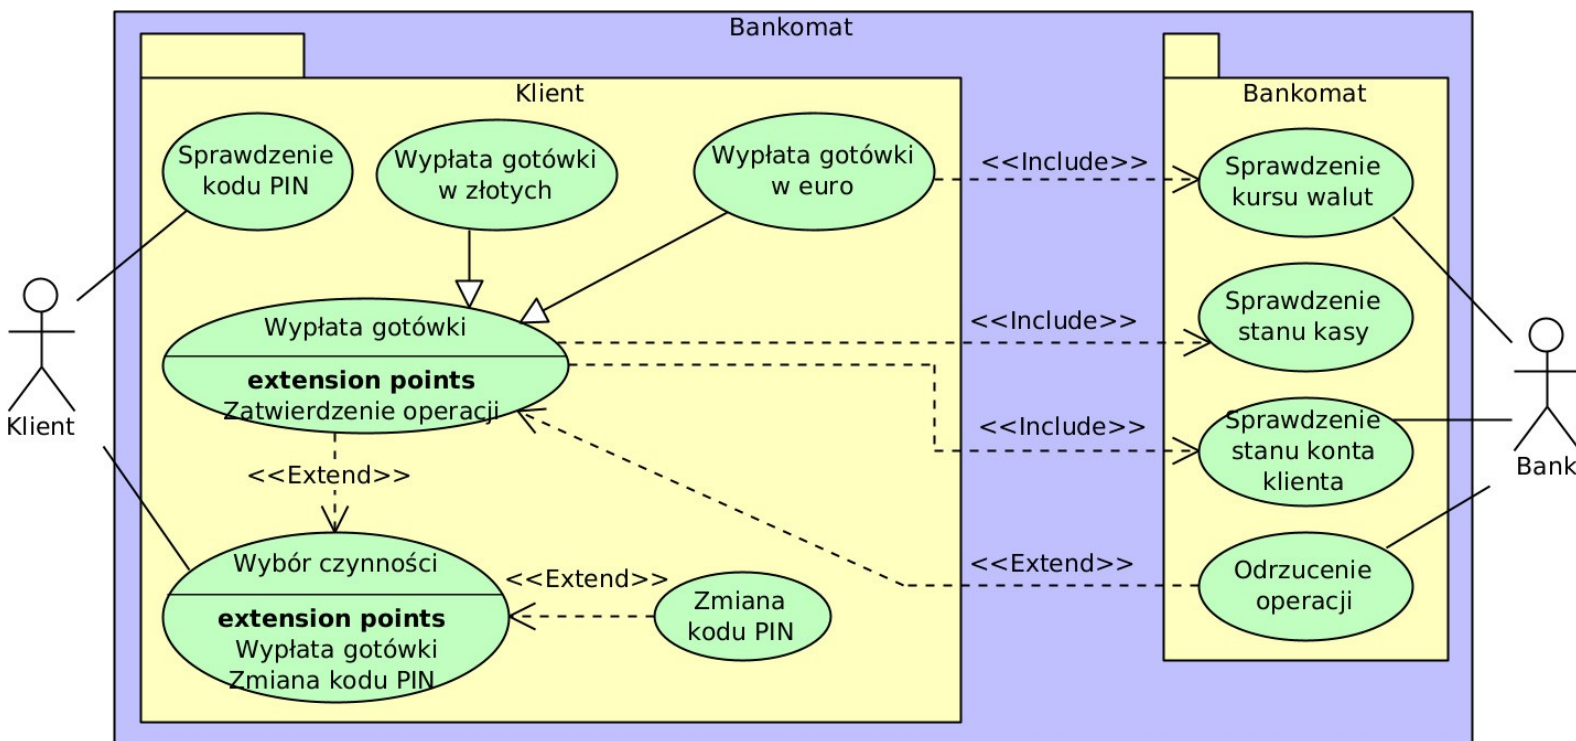 Bankomat
Klient
Bankomat
Sprawdzenie
kodu PIN
Wypłata gotówki
w złotych
Wypłata gotówki
w euro
<<Include>>
Sprawdzenie
kursu walut
Wypłata gotówki
extension points
Zatwierdzenie operacji
<<Include>>
Sprawdzenie
stanu kasy
<<Include>>
Sprawdzenie
stanu konta
klienta
Klient
Bank
<<Extend>>
Wybór czynności
extension points
Wypłata gotówki
Zmiana kodu PIN
<<Extend>>
Zmiana
kodu PIN
<<Extend>>
Odrzucenie
operacji